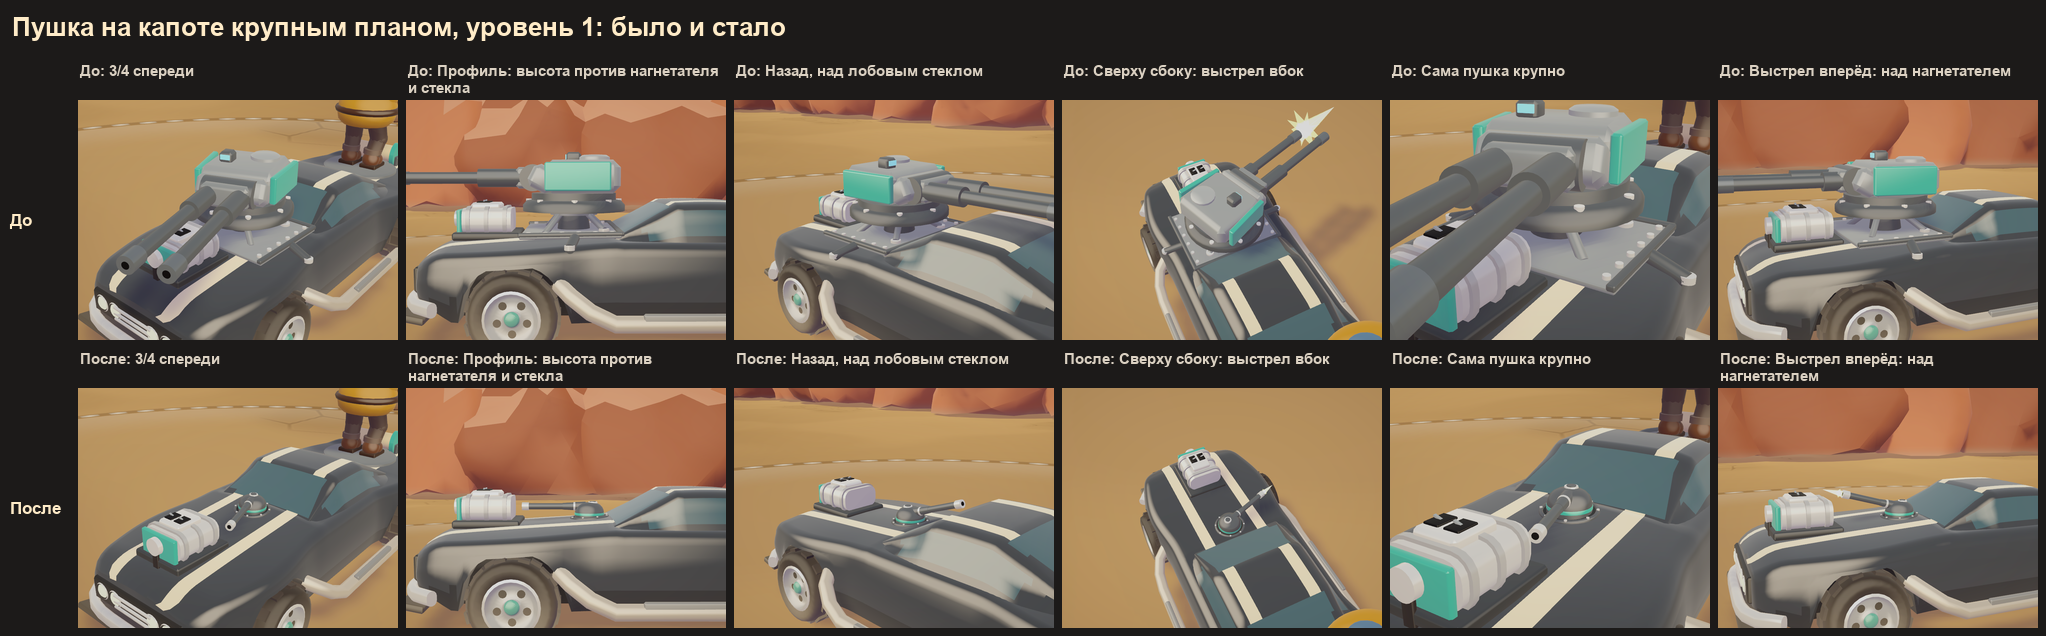 Пушка на капоте крупным планом, уровень 1: было и стало
До: 3/4 спереди
До: Профиль: высота против нагнетателя
и стекла
До: Назад, над лобовым стеклом
До: Сверху сбоку: выстрел вбок
До: Сама пушка крупно
До: Выстрел вперёд: над нагнетателем
До
После: 3/4 спереди
После: Профиль: высота против
нагнетателя и стекла
После: Назад, над лобовым стеклом
После: Сверху сбоку: выстрел вбок
После: Сама пушка крупно
После: Выстрел вперёд: над
нагнетателем
После